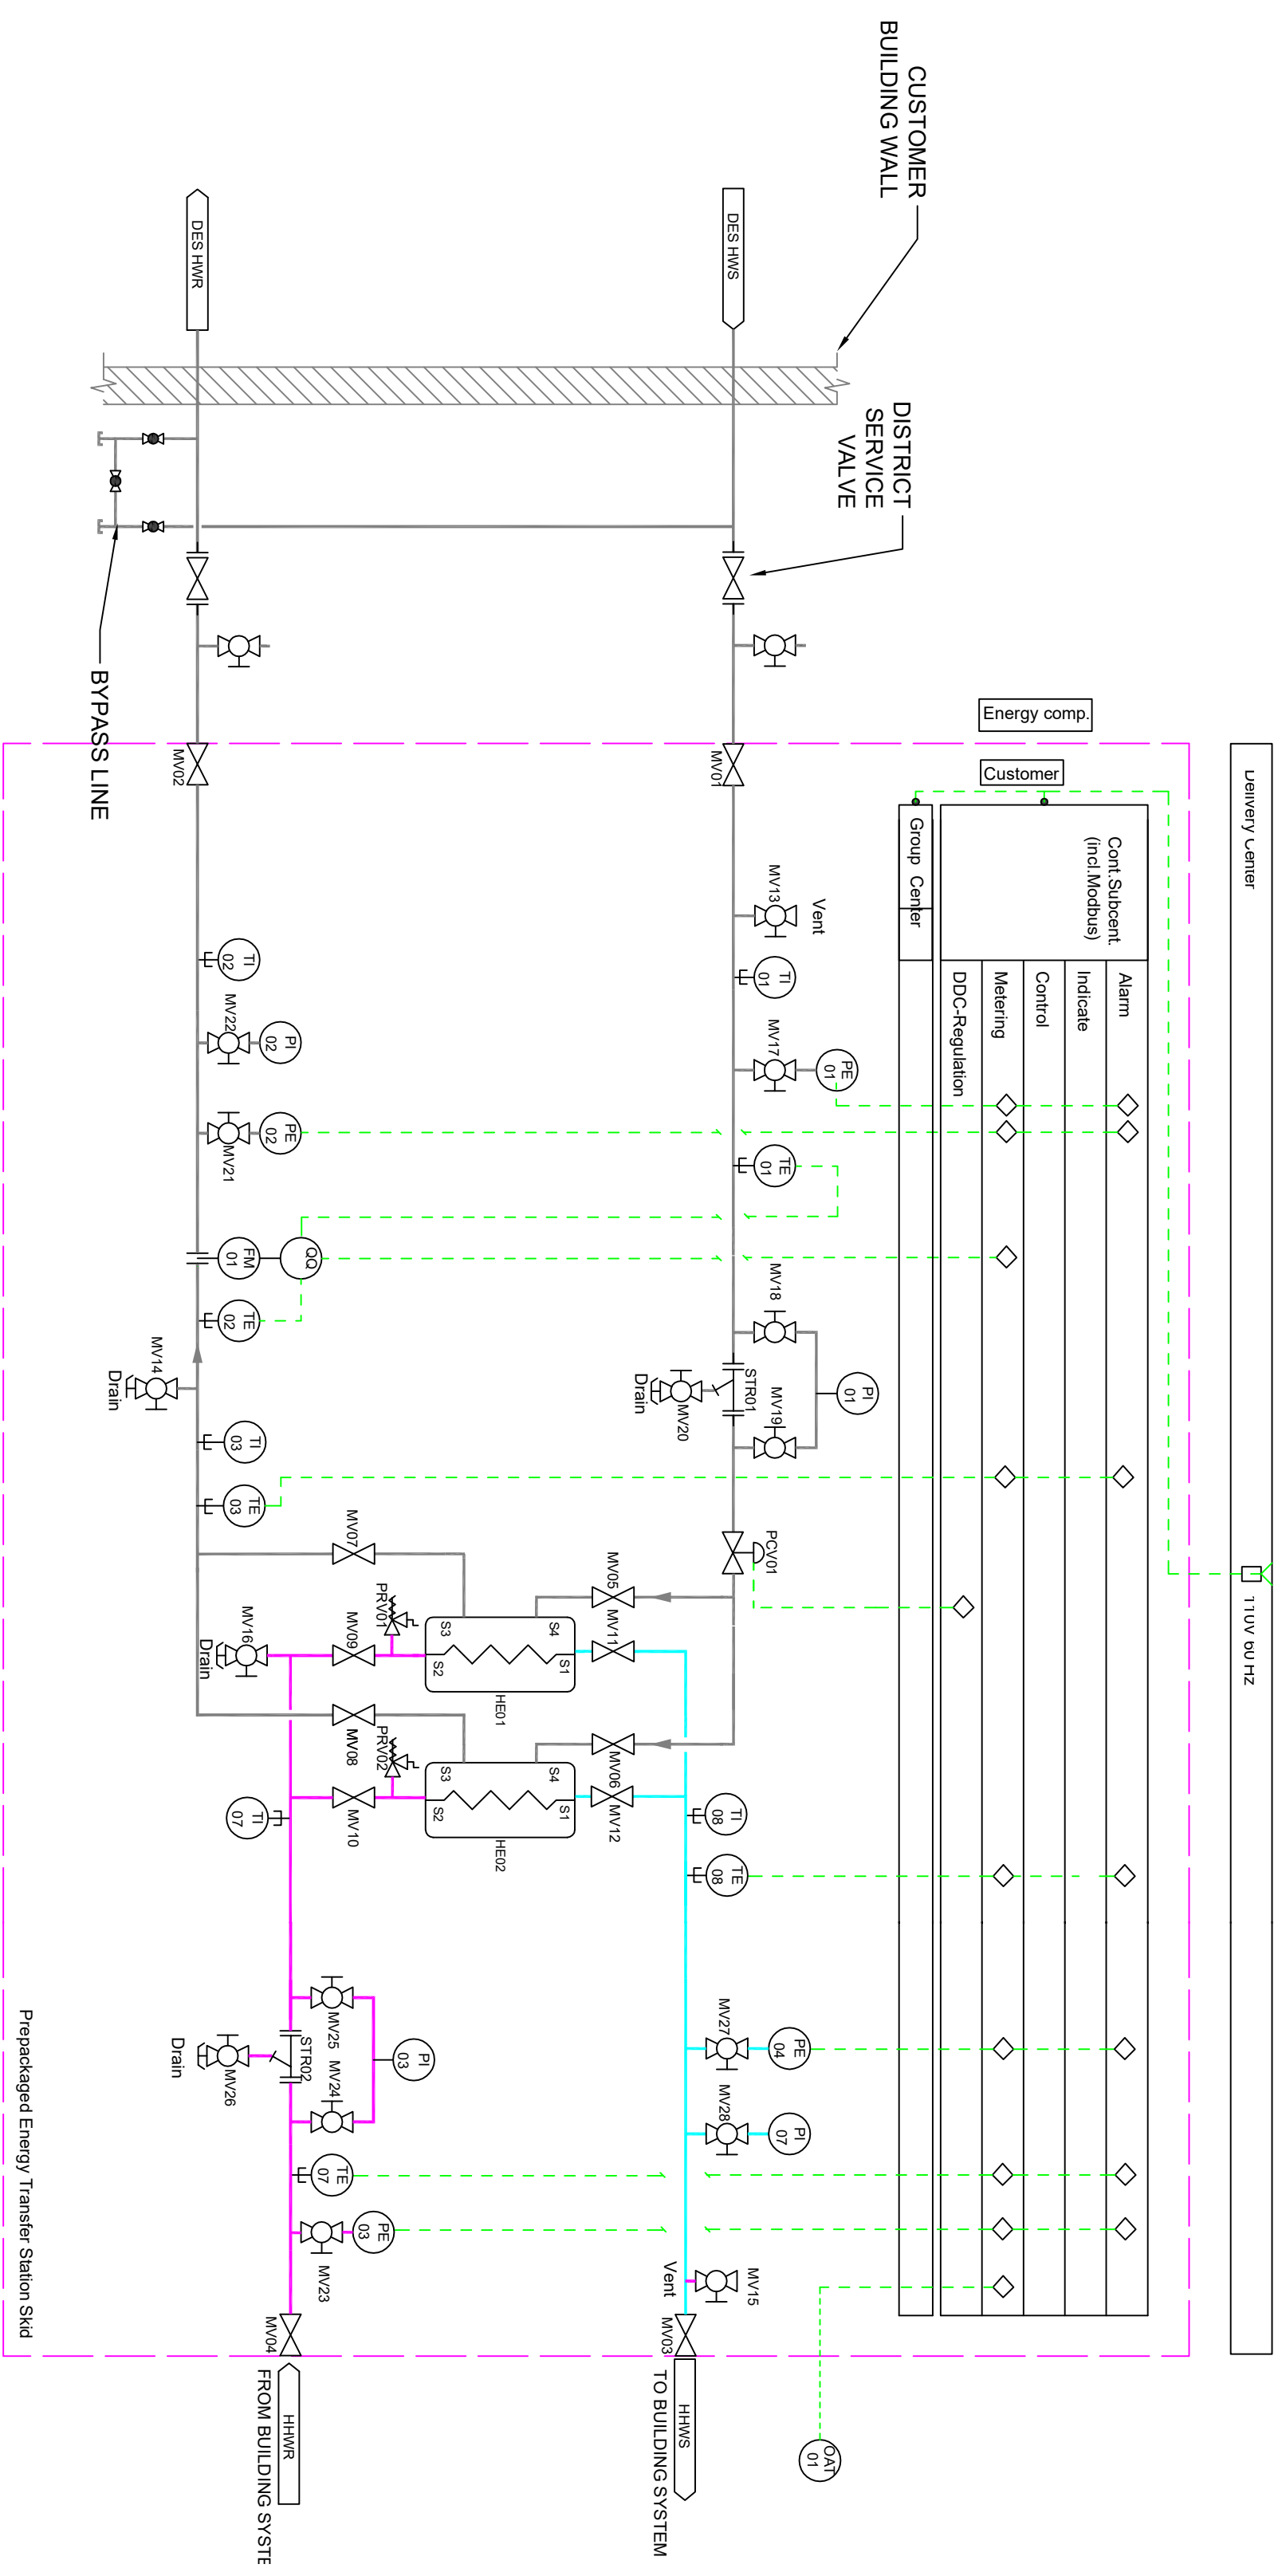 Delivery Center
110V 60 Hz
Energy comp.
Customer
Cont.Subcent.
(incl.Modbus)
Group Center
Alarm
Indicate
Control
Metering
DDC-Regulation
CUSTOMER
BUILDING WALL
DISTRICT
SERVICE
VALVE
DES HWS
MV01
MV13
Vent
TI
01
MV17
PE
01
TE
01
MV18
STR01
MV19
PI
01
MV20
Drain
PCV01
MV05
MV11
MV06
MV12
TI
08
TE
08
MV27
PE
04
MV28
PI
07
MV15
Vent
MV03
HHWS
TO BUILDING SYSTEM
OAT
01
S4
S1
S3
S2
HE01
S4
S1
S3
S2
HE02
MV07
PRV01
MV09
MV16
Drain
MV08
PRV02
MV10
TI
07
MV25
STR02
MV24
PI
03
MV26
Drain
TE
07
PE
03
MV23
MV04
HHWR
FROM BUILDING SYSTE
DES HWR
BYPASS LINE
MV02
TI
02
MV22
PI
02
PE
02
MV21
FM
01
QQ
TE
02
MV14
Drain
TI
03
TE
03
Prepackaged Energy Transfer Station Skid